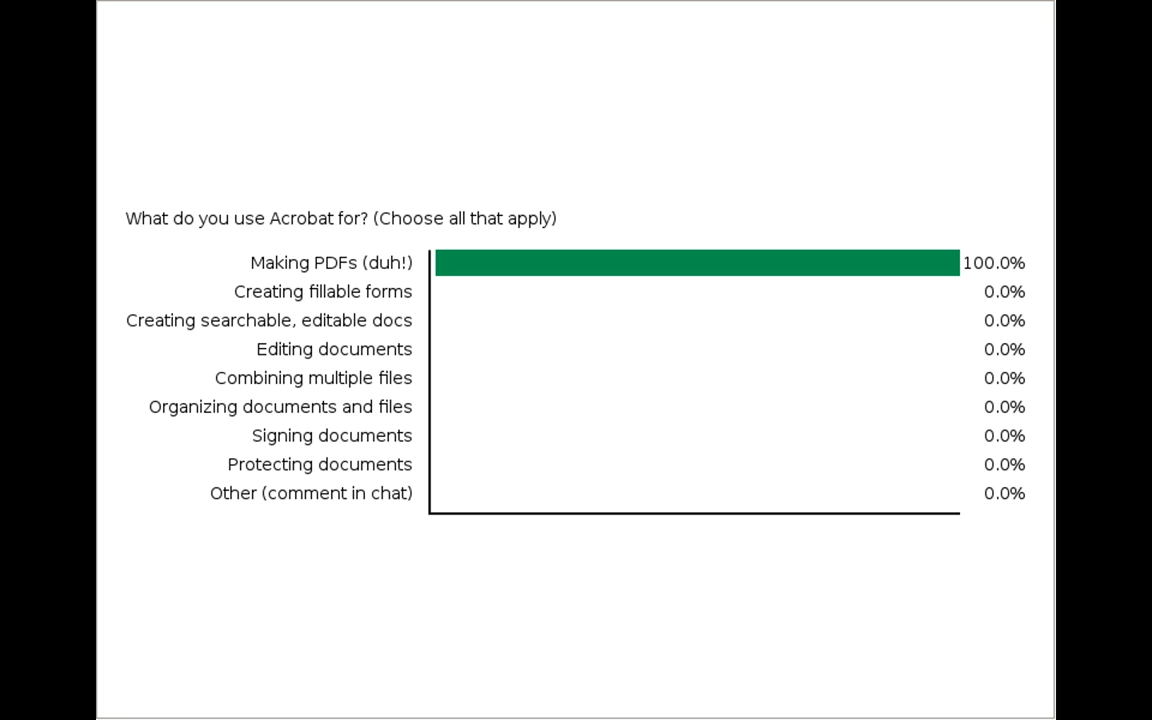 What do you use Acrobat for? (Choose all that apply)
Making PDFs (duh!) 100.0%
Creating fillable forms 0.0%
Creating searchable, editable docs 0.0%
Editing documents 0.0%
Combining multiple files 0.0%
Organizing documents and files 0.0%
Signing documents 0.0%
Protecting documents 0.0%
Other (comment in chat) 0.0%